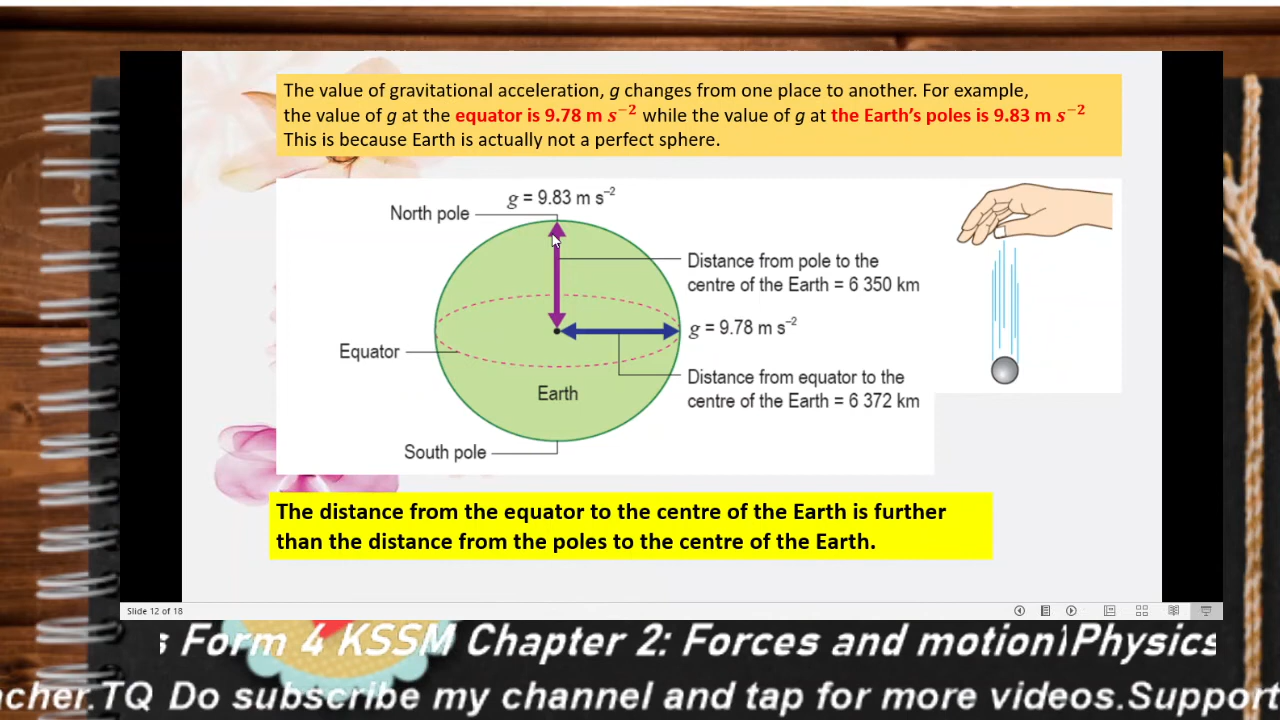 The value of gravitational acceleration, g changes from one place to another. For example,
the value of g at the equator is 9.78 m s⁻² while the value of g at the Earth's poles is 9.83 m s⁻²
This is because Earth is actually not a perfect sphere.
g = 9.83 m s⁻²
North pole
Distance from pole to the
centre of the Earth = 6 350 km
g = 9.78 m s⁻²
Equator
Distance from equator to the
centre of the Earth = 6 372 km
Earth
South pole
The distance from the equator to the centre of the Earth is further
than the distance from the poles to the centre of the Earth.
Slide 12 of 18
s Form 4 KSSM Chapter 2: Forces and motion)Physics
acher.TQ Do subscribe my channel and tap for more videos.Support